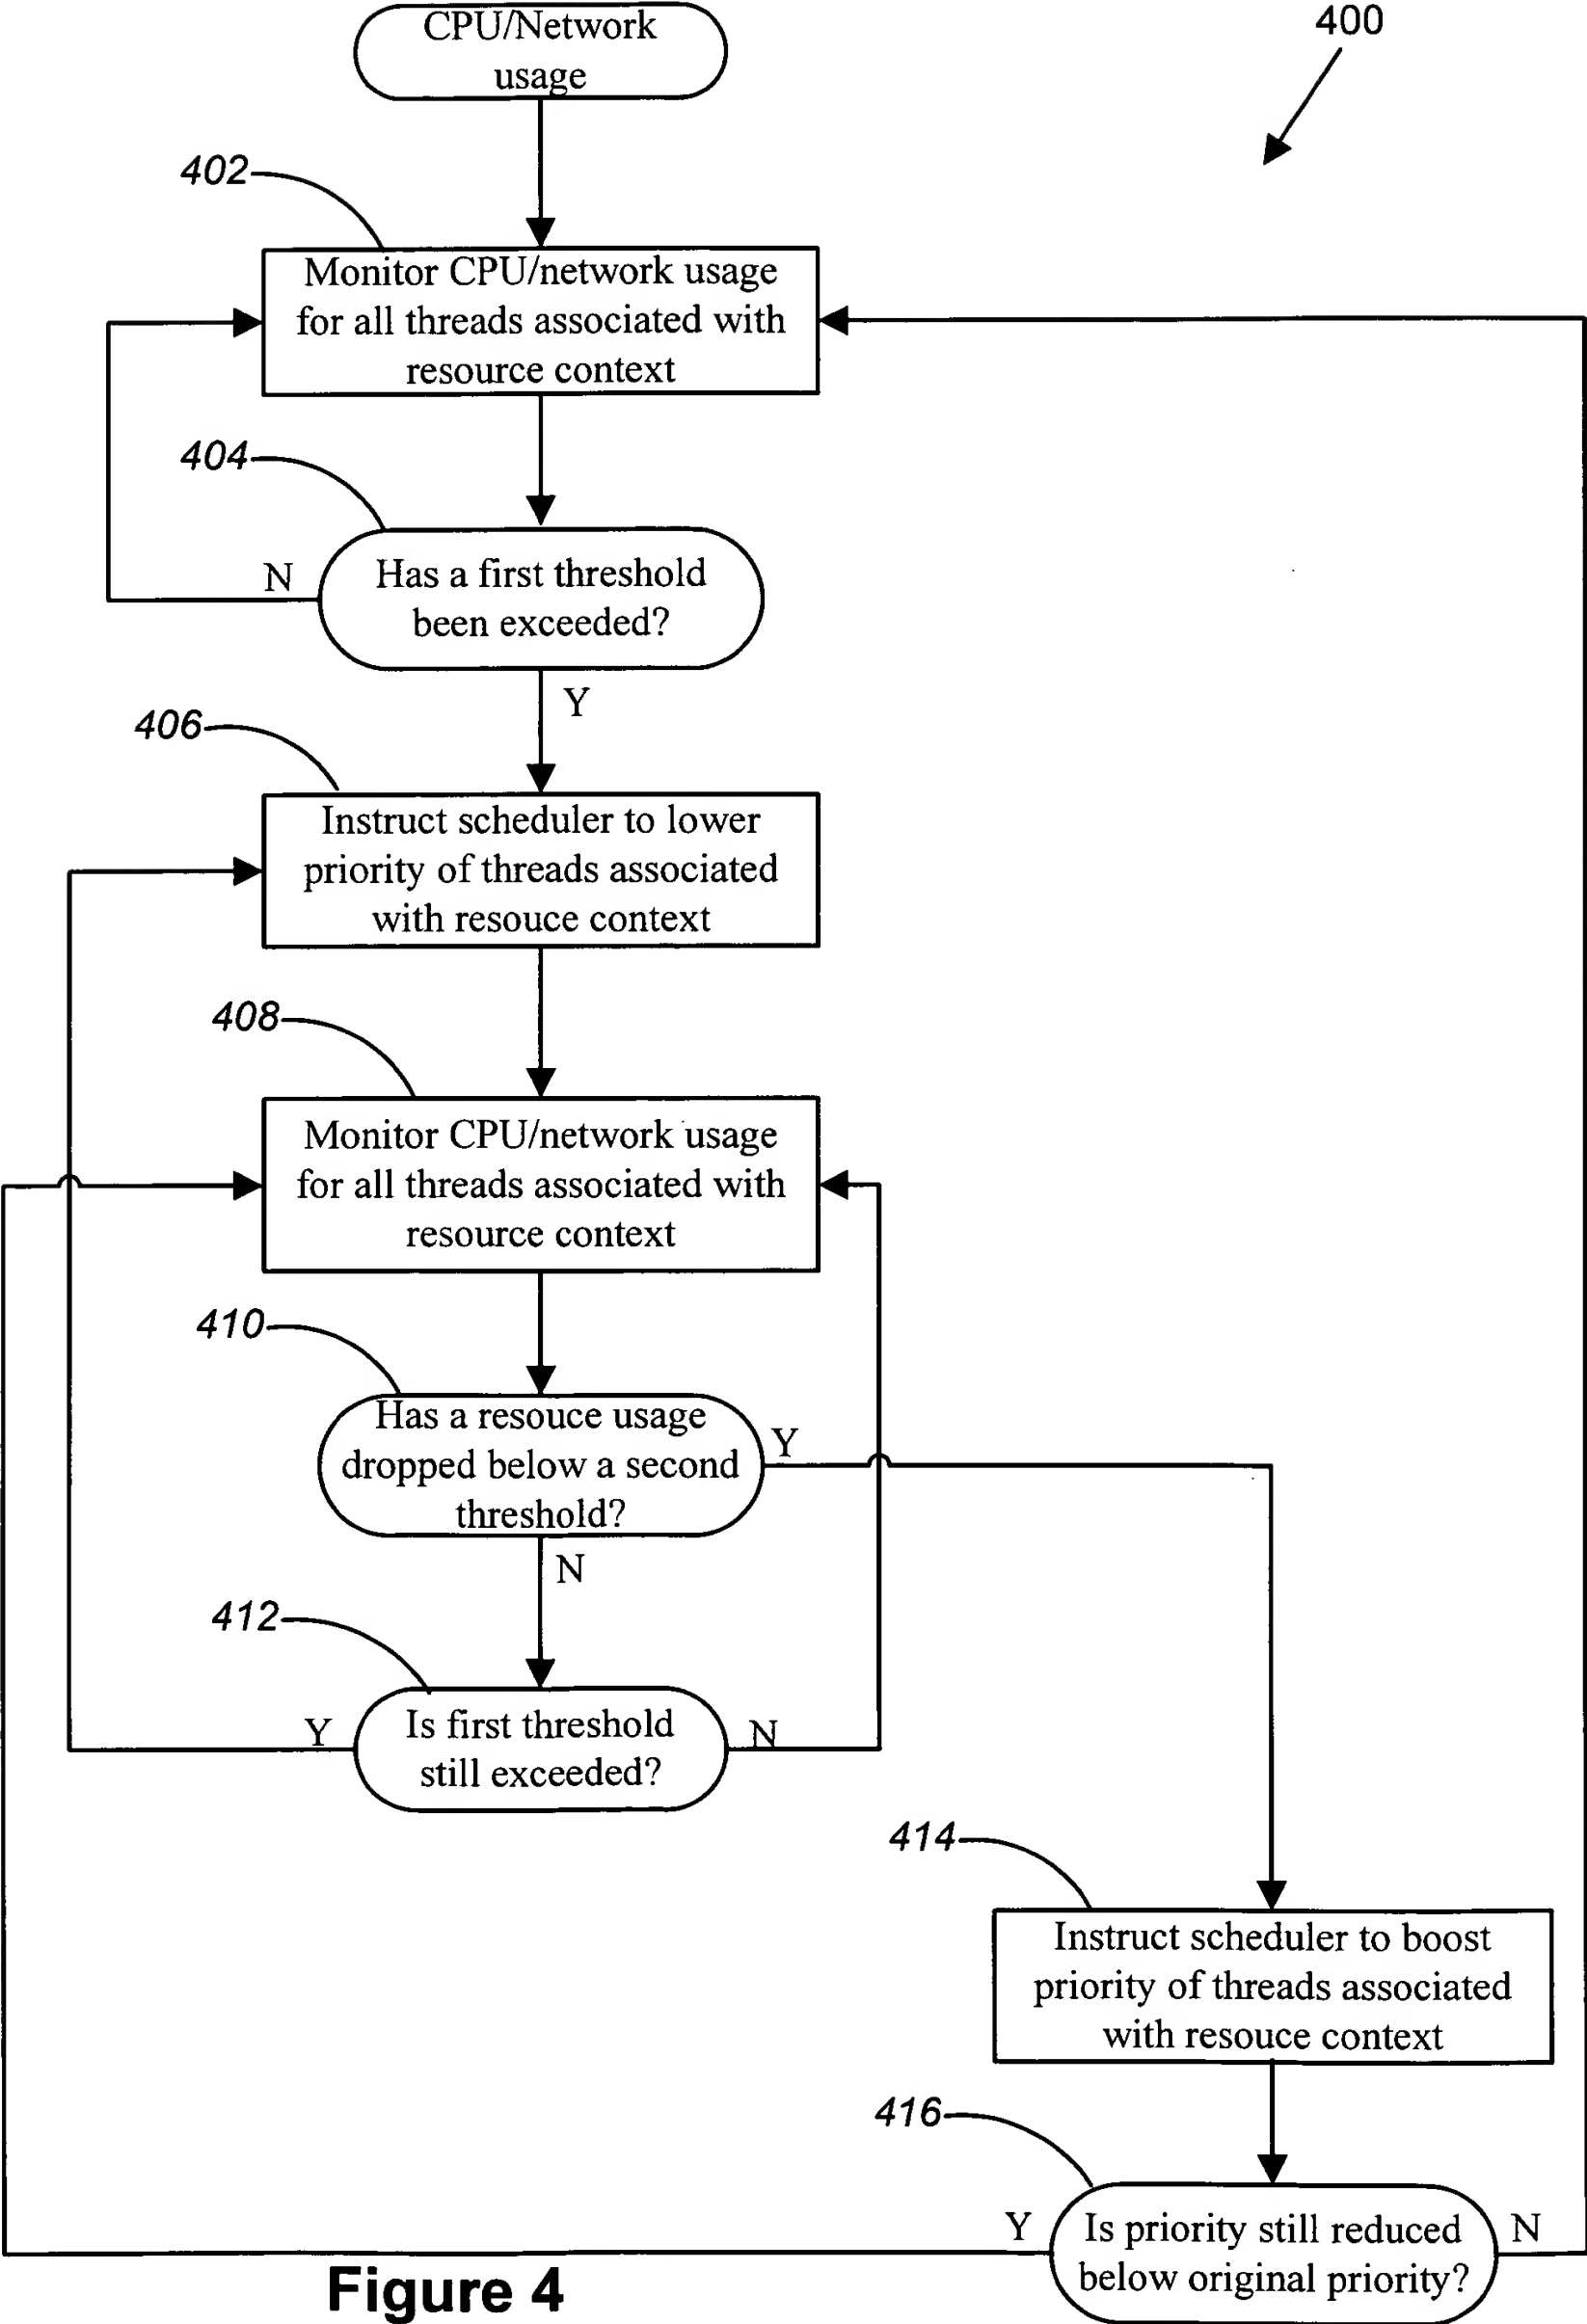 CPU/Network
usage
400
402
Monitor CPU/network usage
for all threads associated with
resource context
404
N
Has a first threshold
been exceeded?
Y
406
Instruct scheduler to lower
priority of threads associated
with resouce context
408
Monitor CPU/network usage
for all threads associated with
resource context
410
Has a resouce usage
dropped below a second
threshold?
Y
N
412
Y
Is first threshold
still exceeded?
N
414
Instruct scheduler to boost
priority of threads associated
with resouce context
416
Y
Is priority still reduced
below original priority?
N
Figure 4